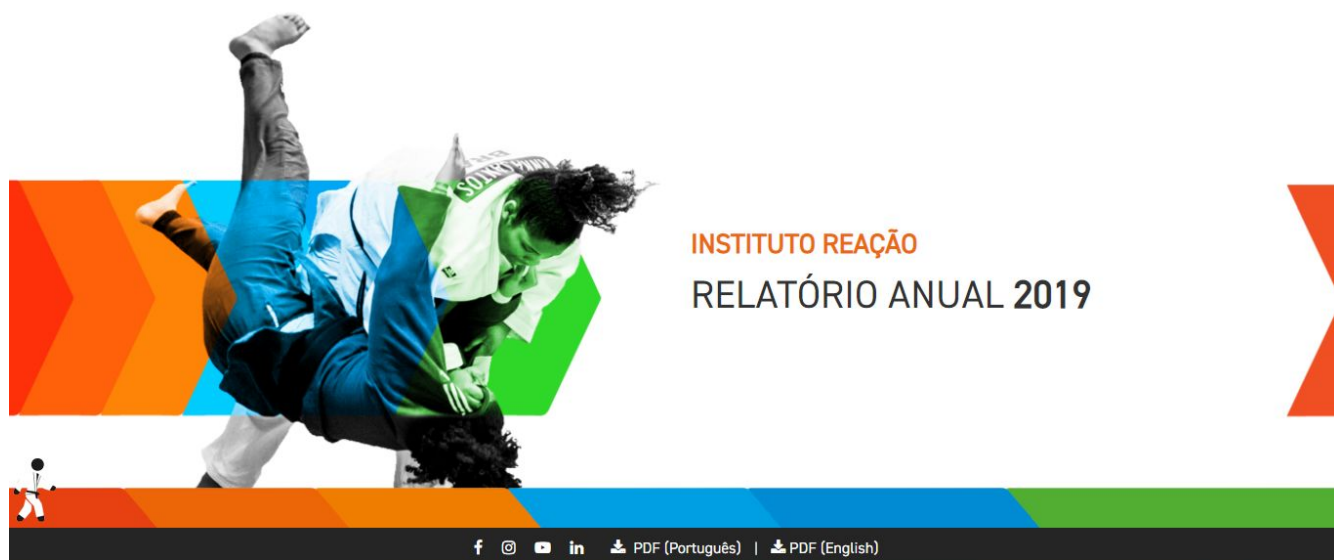 INSTITUTO REAÇÃO
RELATÓRIO ANUAL 2019
PDF (Português) | PDF (English)